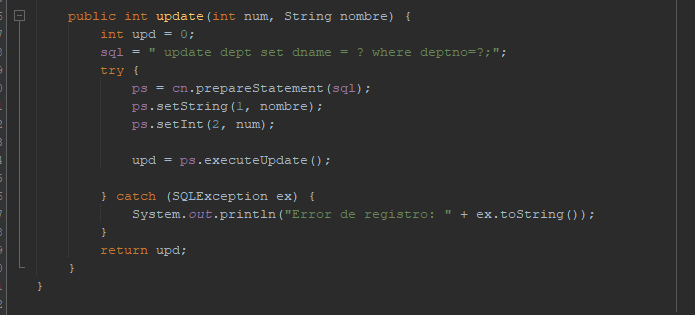 public int update(int num, String nombre) {
int upd = 0;
sql = " update dept set dname = ? where deptno=?;";
try {
ps = cn.prepareStatement(sql);
ps.setString(1, nombre);
ps.setInt(2, num);
upd = ps.executeUpdate();
} catch (SQLException ex) {
System.out.println("Error de registro: " + ex.toString());
}
return upd;
}
}